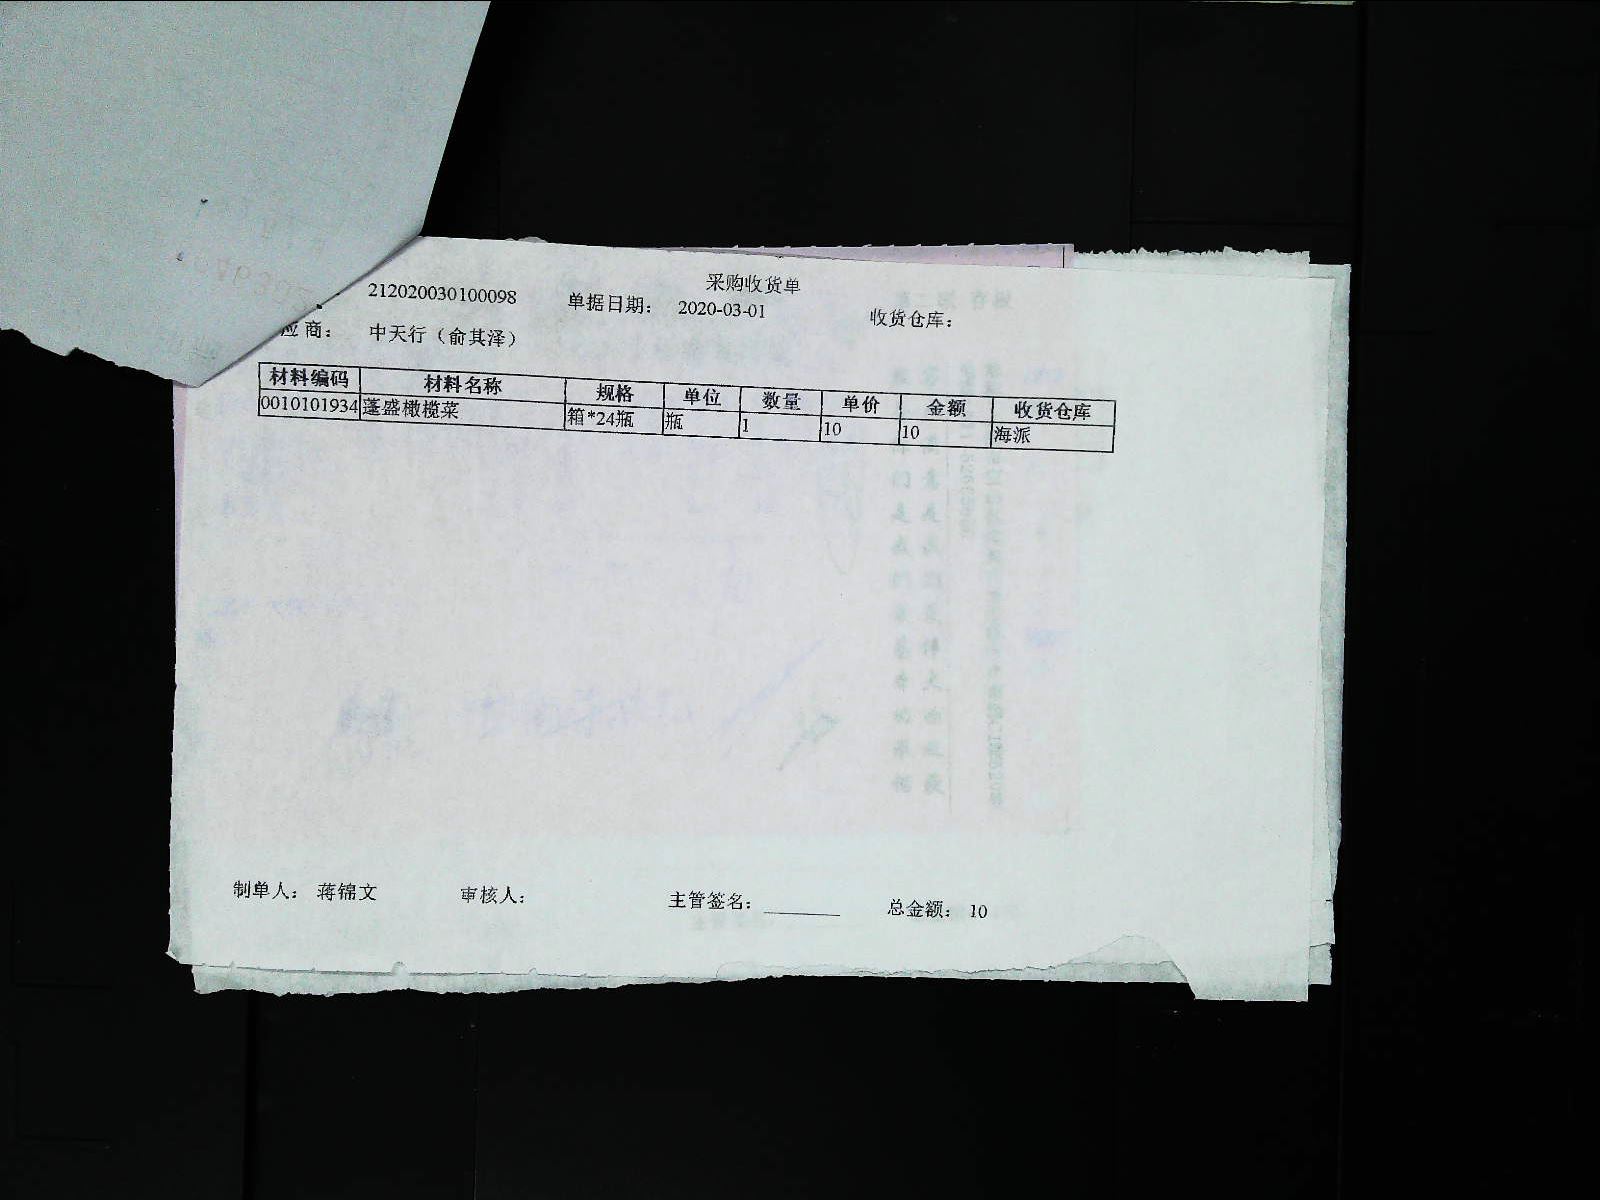 采购收货单
212020030100098 单据日期： 2020-03-01 收货仓库：
应商： 中天行（俞其泽）
材料编码 材料名称 规格 单位 数量 单价 金额 收货仓库
0010101934 蓬盛橄榄菜 箱*24瓶 瓶 1 10 10 海派
制单人： 蒋锦文 审核人： 主管签名： 总金额： 10